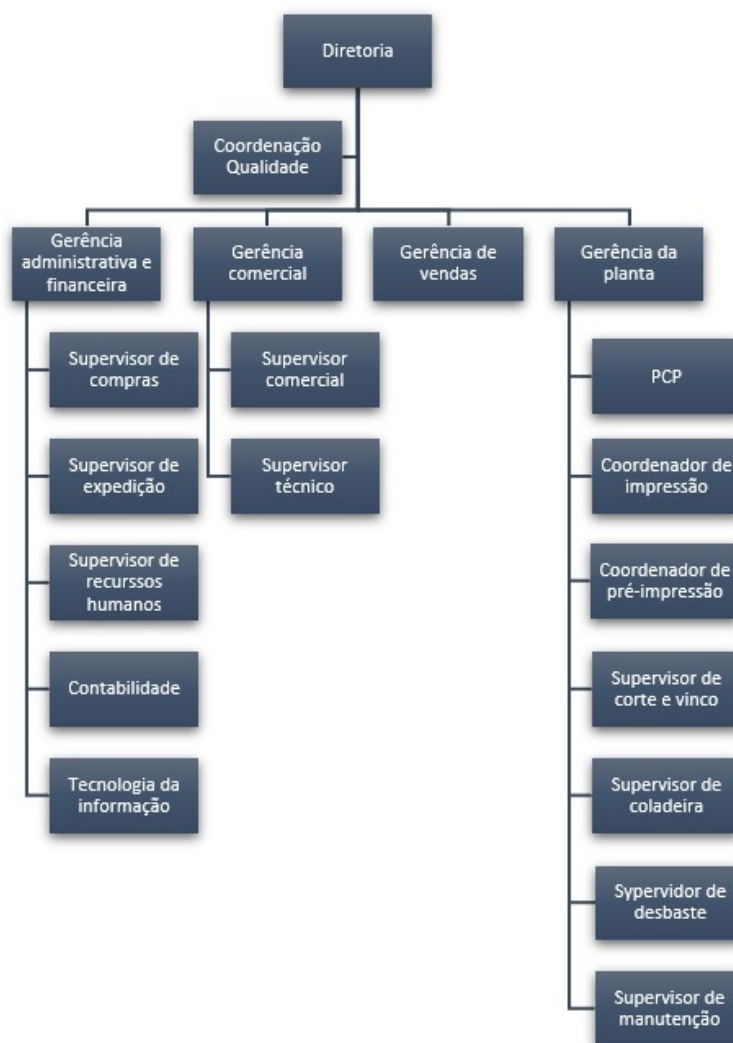 Diretoria
Coordenação
Qualidade
Gerência
administrativa e
financeira
Gerência
comercial
Gerência de
vendas
Gerência da
planta
Supervisor de
compras
Supervisor de
expedição
Supervisor de
recurssos
humanos
Contabilidade
Tecnologia da
informação
Supervisor
comercial
Supervisor
técnico
PCP
Coordenador de
impressão
Coordenador de
pré-impressão
Supervisor de
corte e vinco
Supervisor de
coladeira
Sypervidor de
desbaste
Supervisor de
manutenção